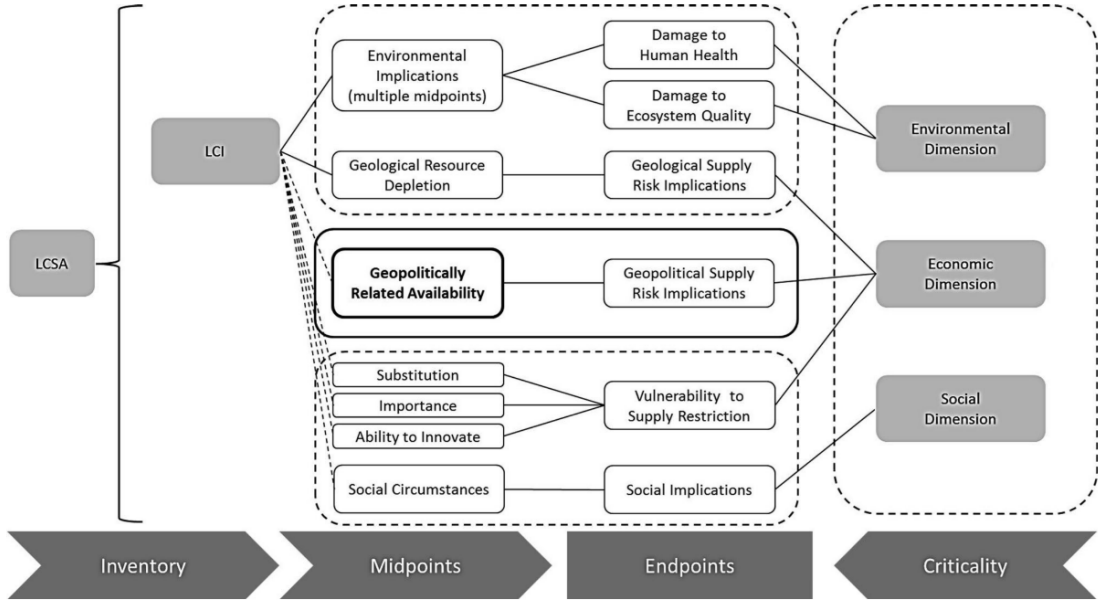 LCSA
LCI
Environmental
Implications
(multiple midpoints)
Geological Resource
Depletion
Geopolitically
Related Availability
Substitution
Importance
Ability to Innovate
Social Circumstances
Damage to
Human Health
Damage to
Ecosystem Quality
Geological Supply
Risk Implications
Geopolitical Supply
Risk Implications
Vulnerability to
Supply Restriction
Social Implications
Environmental
Dimension
Economic
Dimension
Social
Dimension
Inventory
Midpoints
Endpoints
Criticality